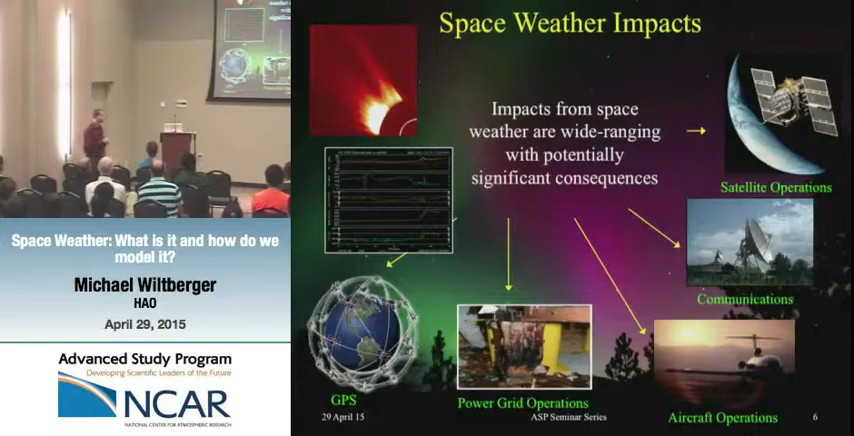 Space Weather: What is it and how do we
model it?
Michael Wiltberger
HAO
April 29, 2015
Advanced Study Program
Developing Scientific Leaders of the Future
NCAR
NATIONAL CENTER FOR ATMOSPHERIC RESEARCH
Space Weather Impacts
Impacts from space
weather are wide-ranging
with potentially
significant consequences
Satellite Operations
Communications
GPS
Power Grid Operations
Aircraft Operations
29 April 15
ASP Seminar Series
6